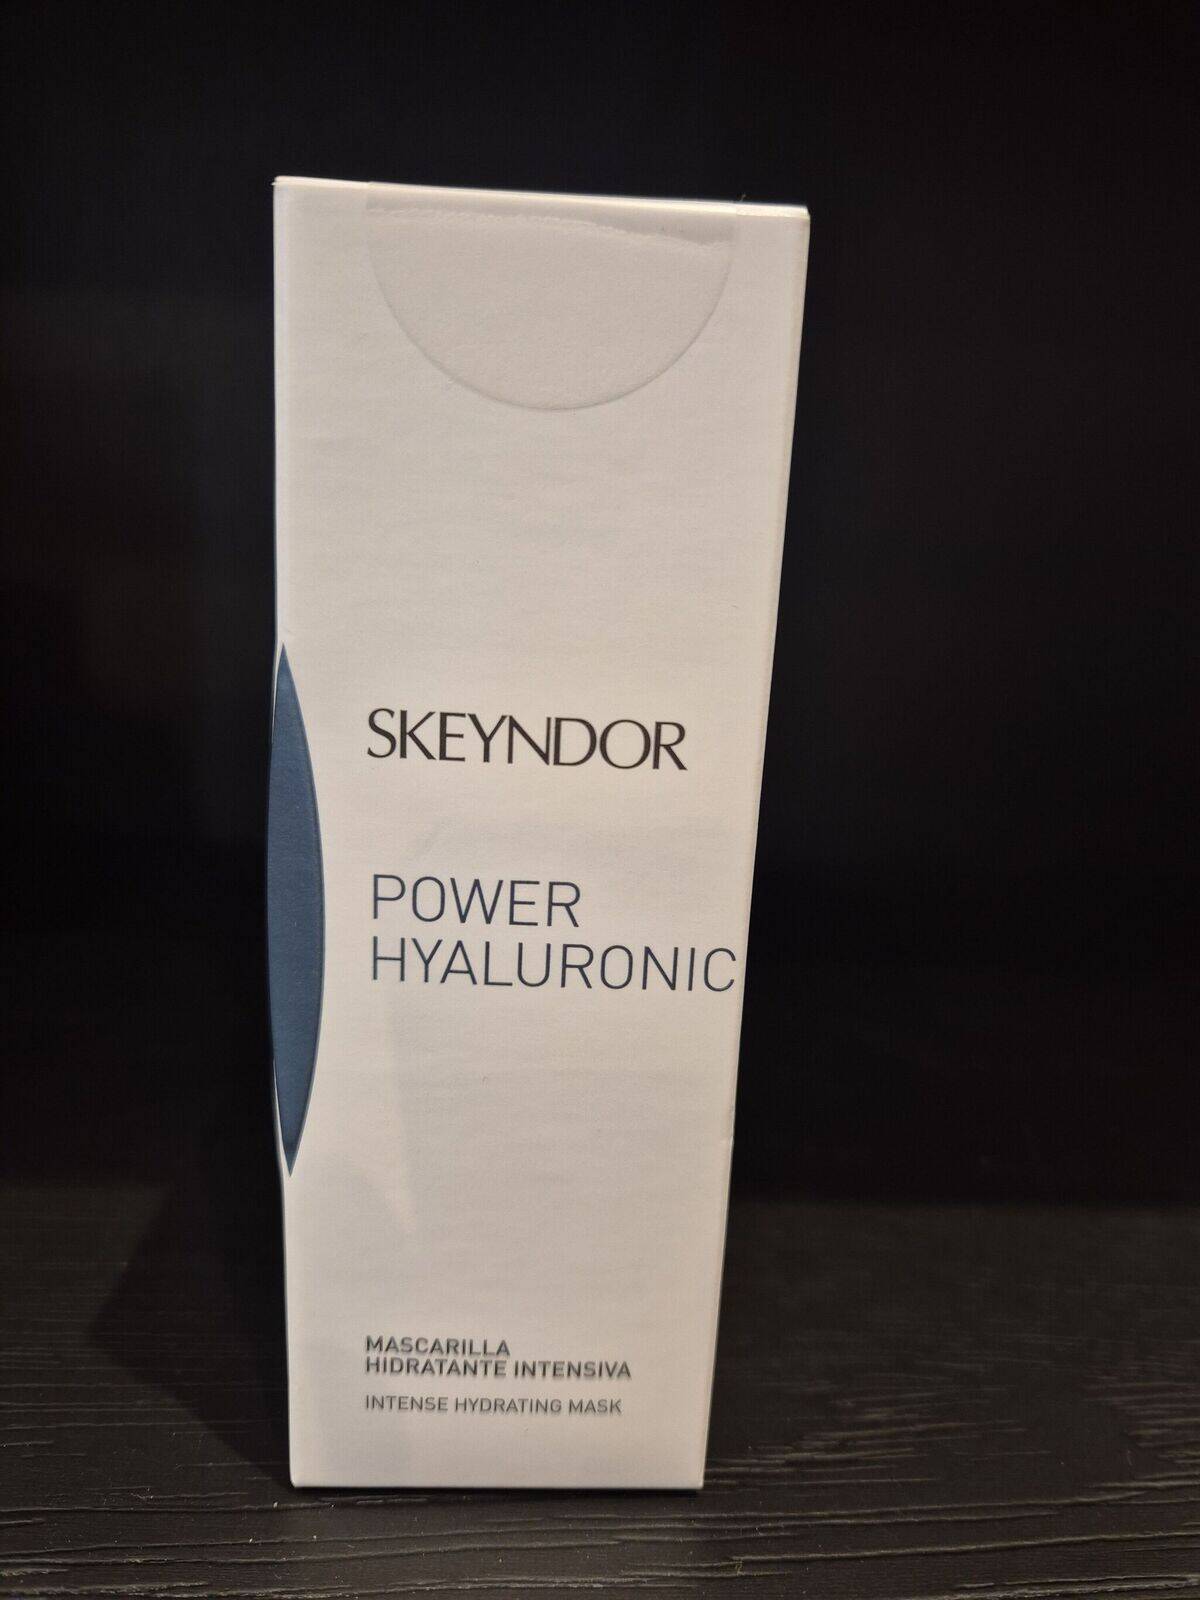 SKEYNDOR
POWER
HYALURONIC
MASCARILLA
HIDRATANTE INTENSIVA
INTENSE HYDRATING MASK